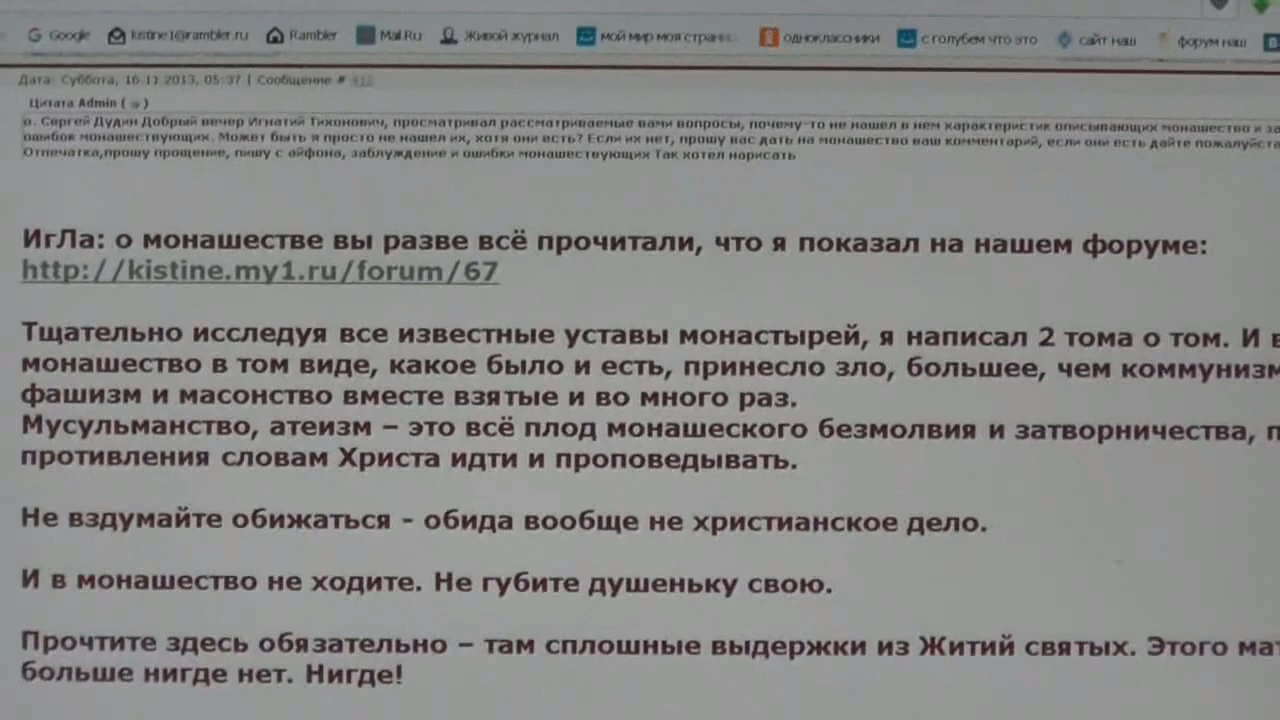 Google kistine1@rambler.ru Rambler Mail.Ru Живой журнал мой мир моя страни одноклассники с голубем что это сайт наш форум наш
Дата: Суббота, 16.11.2013, 05:37 | Сообщение #
Цитата Admin ( )
о. Сергей Дудин Добрый вечер Игнатий Тихонович, просматривал рассматриваемые вами вопросы, почему-то не нашел в нем характеристик описывающих монашество и за
ошибок монашествующих. Может быть я просто не нашел их, хотя они есть? Если их нет, прошу вас дать на монашество ваш комментарий, если они есть дайте пожалуйста
Отпечатка,прошу прощение, пишу с айфона, заблуждение и ошибки монашествующих Так хотел нарисать
ИгЛа: о монашестве вы разве всё прочитали, что я показал на нашем форуме:
http://kistine.my1.ru/forum/67
Тщательно исследуя все известные уставы монастырей, я написал 2 тома о том. И в
монашество в том виде, какое было и есть, принесло зло, большее, чем коммунизм
фашизм и масонство вместе взятые и во много раз.
Мусульманство, атеизм – это всё плод монашеского безмолвия и затворничества, п
противления словам Христа идти и проповедывать.
Не вздумайте обижаться - обида вообще не христианское дело.
И в монашество не ходите. Не губите душеньку свою.
Прочтите здесь обязательно – там сплошные выдержки из Житий святых. Этого мат
больше нигде нет. Нигде!